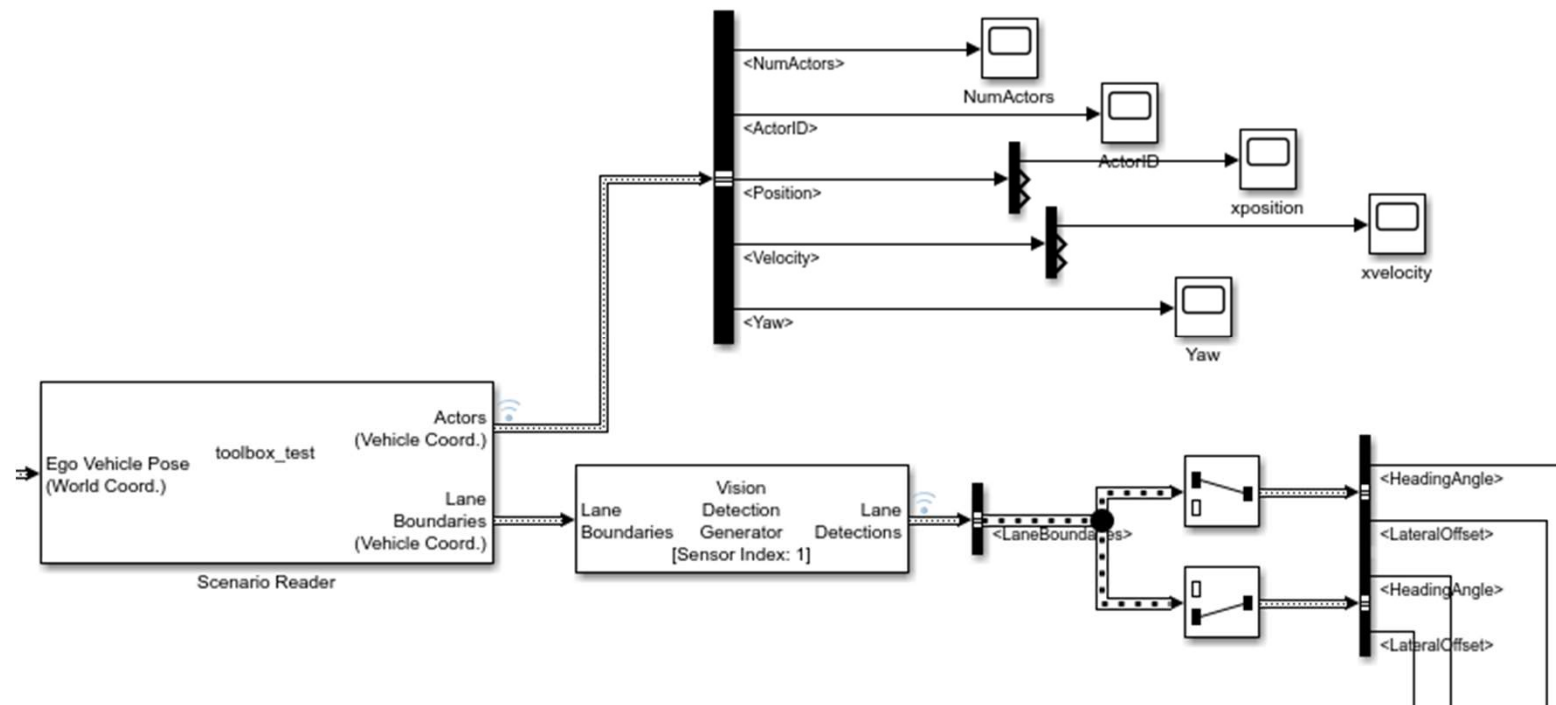 <NumActors>
NumActors
<ActorID>
ActorID
<Position>
xposition
<Velocity>
xvelocity
<Yaw>
Yaw
Ego Vehicle Pose
(World Coord.)
toolbox_test
Actors
(Vehicle Coord.)
Lane
Boundaries
(Vehicle Coord.)
Scenario Reader
Lane
Boundaries
Vision
Detection
Generator
[Sensor Index: 1]
Lane
Detections
<LaneBoundaries>
<HeadingAngle>
<LateralOffset>
<HeadingAngle>
<LateralOffset>